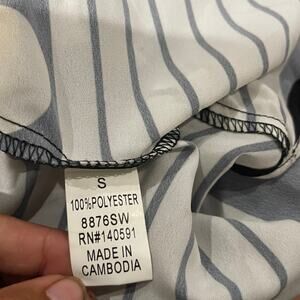 S
100%POLYESTER
8876SW
RN#140591
MADE IN
CAMBODIA